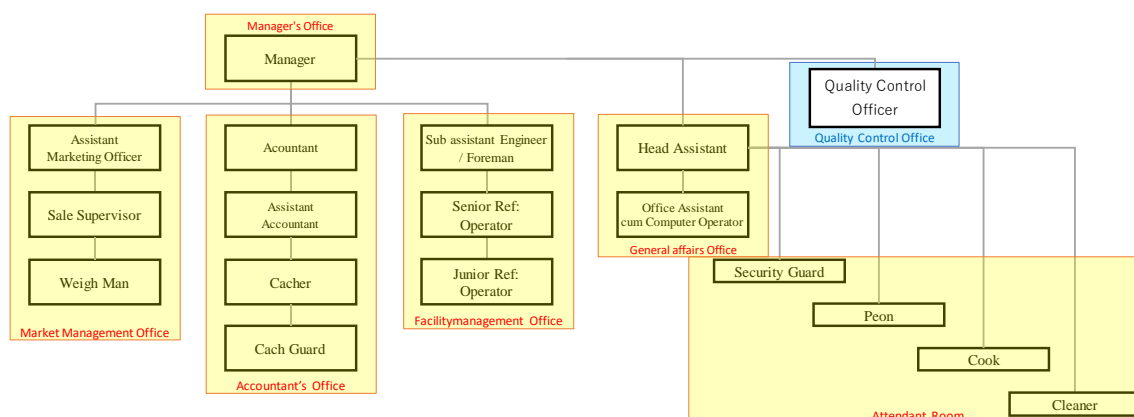 Manager's Office
Manager
Quality Control
Officer
Quality Control Office
Assistant
Marketing Officer
Sale Supervisor
Weigh Man
Market Management Office
Acountant
Assistant
Accountant
Cacher
Cach Guard
Accountant's Office
Sub assistant Engineer
/ Foreman
Senior Ref:
Operator
Junior Ref:
Operator
Facilitymanagement Office
Head Assistant
Office Assistant
cum Computer Operator
General affairs Office
Security Guard
Peon
Cook
Cleaner
Attendant Room